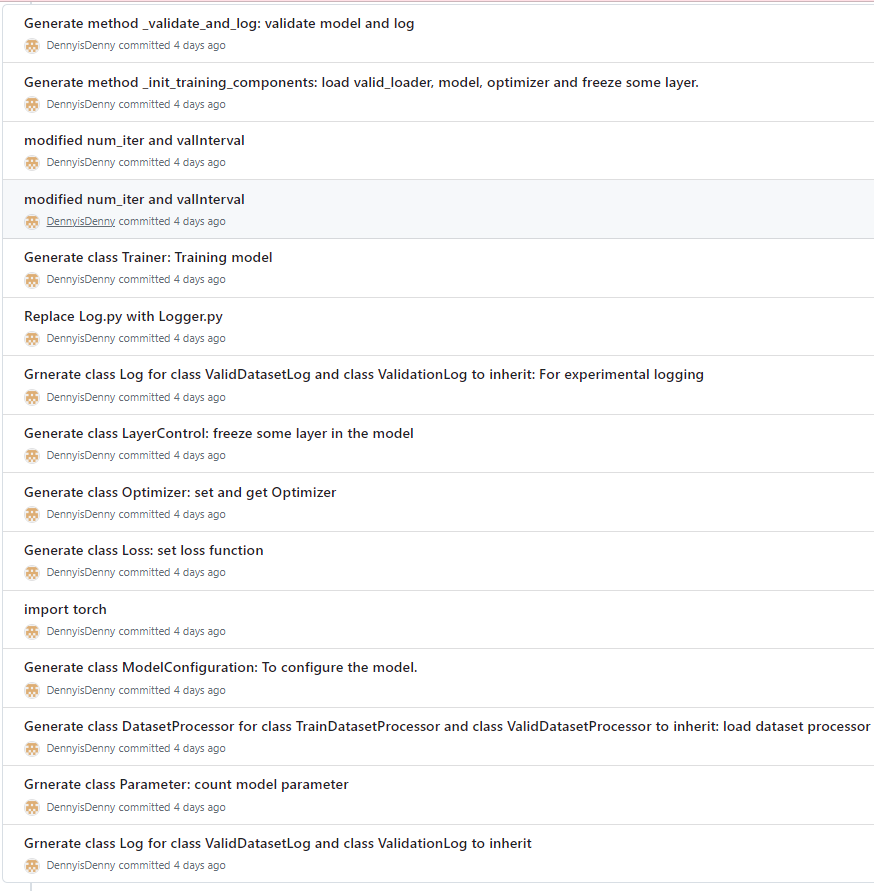 Generate method _validate_and_log: validate model and log
DennyisDenny committed 4 days ago
Generate method _init_training_components: load valid_loader, model, optimizer and freeze some layer.
DennyisDenny committed 4 days ago
modified num_iter and valInterval
DennyisDenny committed 4 days ago
modified num_iter and valInterval
DennyisDenny committed 4 days ago
Generate class Trainer: Training model
DennyisDenny committed 4 days ago
Replace Log.py with Logger.py
DennyisDenny committed 4 days ago
Grnerate class Log for class ValidDatasetLog and class ValidationLog to inherit: For experimental logging
DennyisDenny committed 4 days ago
Generate class LayerControl: freeze some layer in the model
DennyisDenny committed 4 days ago
Generate class Optimizer: set and get Optimizer
DennyisDenny committed 4 days ago
Generate class Loss: set loss function
DennyisDenny committed 4 days ago
import torch
DennyisDenny committed 4 days ago
Generate class ModelConfiguration: To configure the model.
DennyisDenny committed 4 days ago
Generate class DatasetProcessor for class TrainDatasetProcessor and class ValidDatasetProcessor to inherit: load dataset processor
DennyisDenny committed 4 days ago
Grnerate class Parameter: count model parameter
DennyisDenny committed 4 days ago
Grnerate class Log for class ValidDatasetLog and class ValidationLog to inherit
DennyisDenny committed 4 days ago